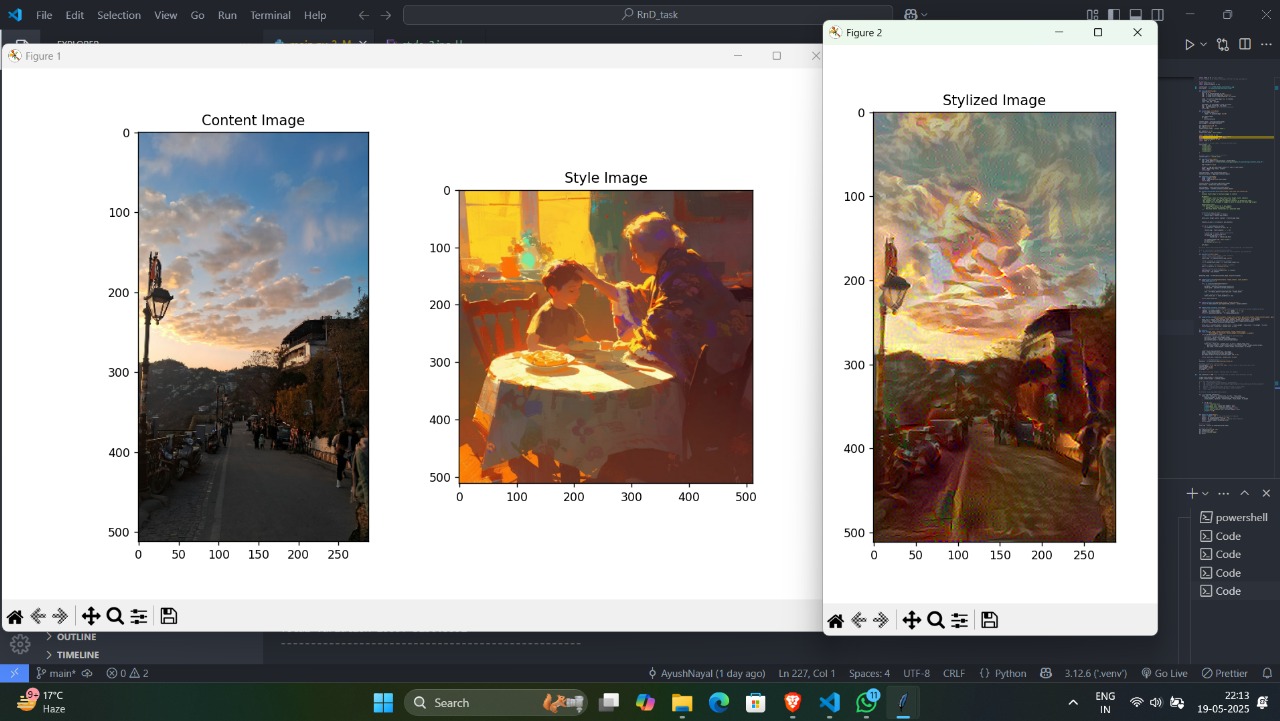 File Edit Selection View Go Run Terminal Help
RnD_task
EXPLORER
Figure 1
Figure 2
Content Image
0
100
200
300
400
500
0 50 100 150 200 250
Style Image
0
100
200
300
400
500
0 100 200 300 400 500
Stylized Image
0
100
200
300
400
500
0 50 100 150 200 250
powershell
Code
Code
Code
Code
OUTLINE
TIMELINE
main* 0 2
AyushNayal (1 day ago) Ln 227, Col 1 Spaces: 4 UTF-8 CRLF {} Python 3.12.6 ('.venv') Go Live Prettier
17°C
Haze
Search
11
ENG
IN
22:13
19-05-2025